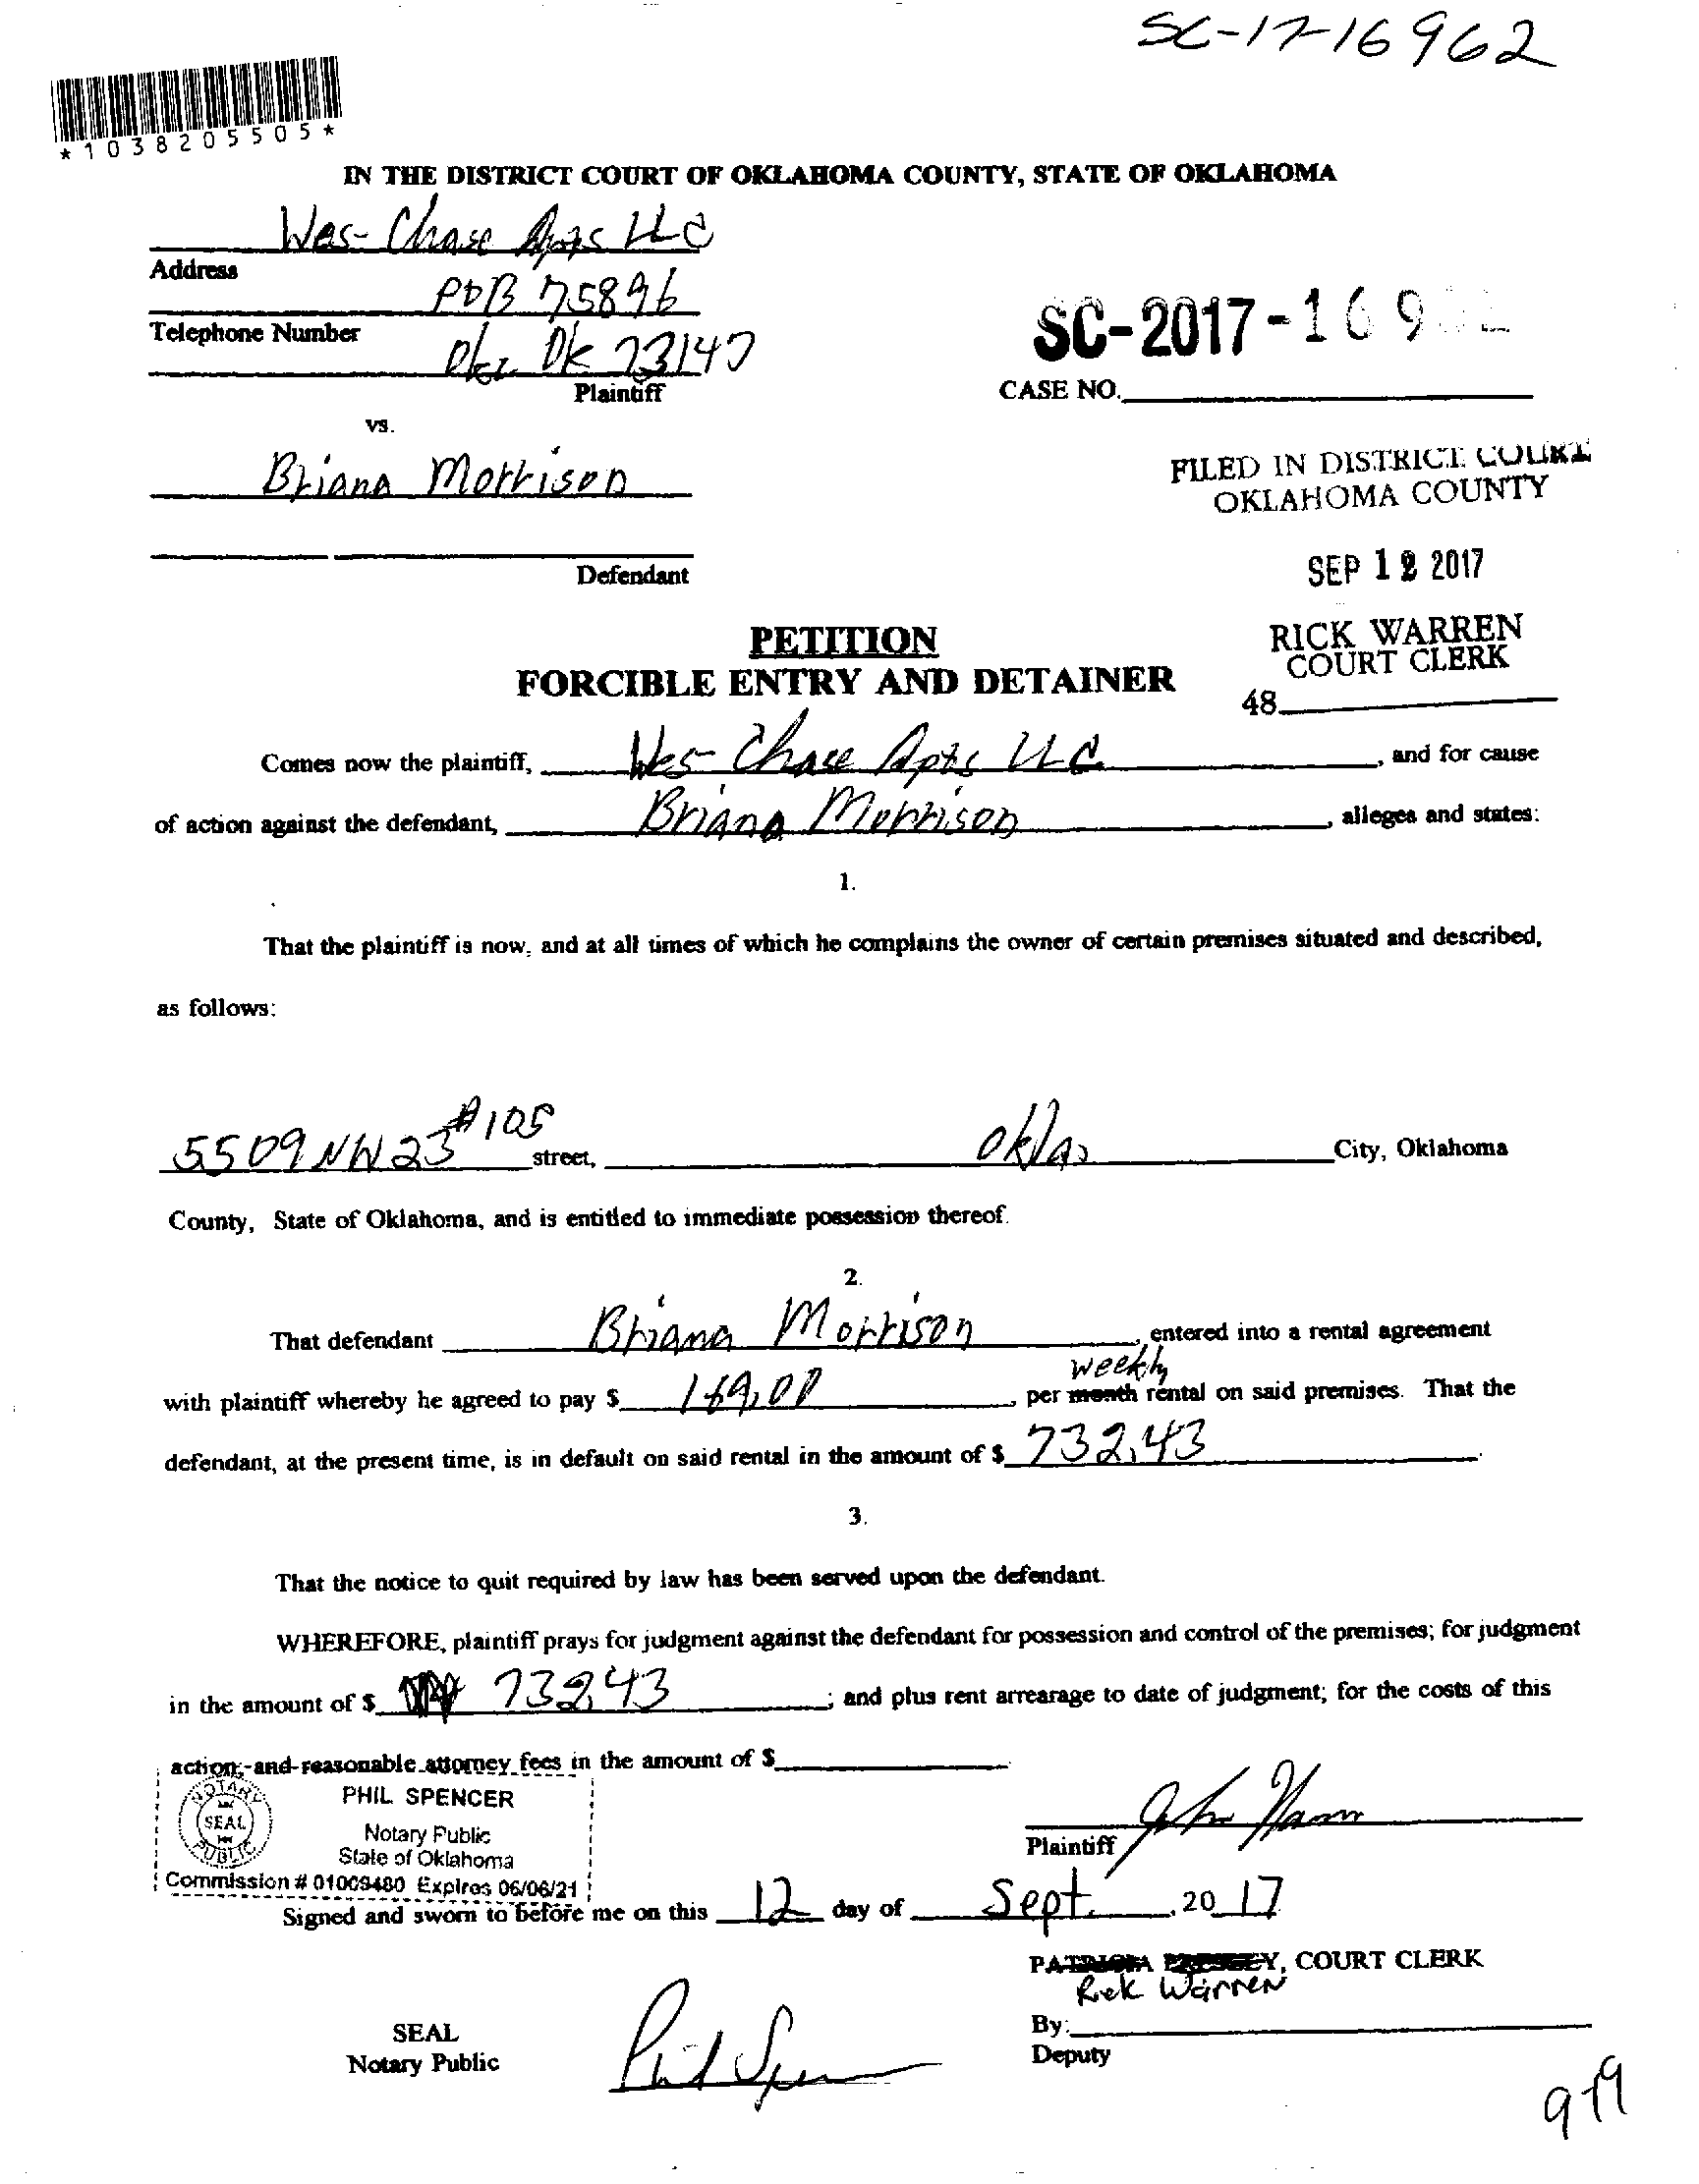 SC-17-16962
*1038205505*
IN THE DISTRICT COURT OF OKLAHOMA COUNTY, STATE OF OKLAHOMA
Wes-Chase Apts LLC
Address
POB 75896
Telephone Number
Okc Ok 73147
Plaintiff
SC-2017-169
CASE NO.
vs.
Briana Morrison
FILED IN DISTRICT COURT
OKLAHOMA COUNTY
Defendant
SEP 12 2017
PETITION
RICK WARREN
COURT CLERK
FORCIBLE ENTRY AND DETAINER
48
Comes now the plaintiff, Wes-Chase Apts LLC, and for cause
of action against the defendant, Briana Morrison, alleges and states:
1.
That the plaintiff is now, and at all times of which he complains the owner of certain premises situated and described,
as follows:
5509 NW 23 #105 street, City, Oklahoma
County, State of Oklahoma, and is entitled to immediate possession thereof.
2.
That defendant Briana Morrison, entered into a rental agreement
weekly
with plaintiff whereby he agreed to pay $ 169.00, per month rental on said premises. That the
defendant, at the present time, is in default on said rental in the amount of $ 732.43.
3.
That the notice to quit required by law has been served upon the defendant.
WHEREFORE, plaintiff prays for judgment against the defendant for possession and control of the premises; for judgment
in the amount of $ 732.43; and plus rent arrearage to date of judgment; for the costs of this
action; and reasonable attorney fees in the amount of $
NOTARY
SEAL
PUBLIC
PHIL SPENCER
Notary Public
State of Oklahoma
Commission # 01009480 Expires 06/06/21
Plaintiff
Signed and sworn to before me on this 12 day of Sept., 20 17
PATRICIA PRESLEY, COURT CLERK
Rick Warren
SEAL
Notary Public
By:
Deputy
9-19